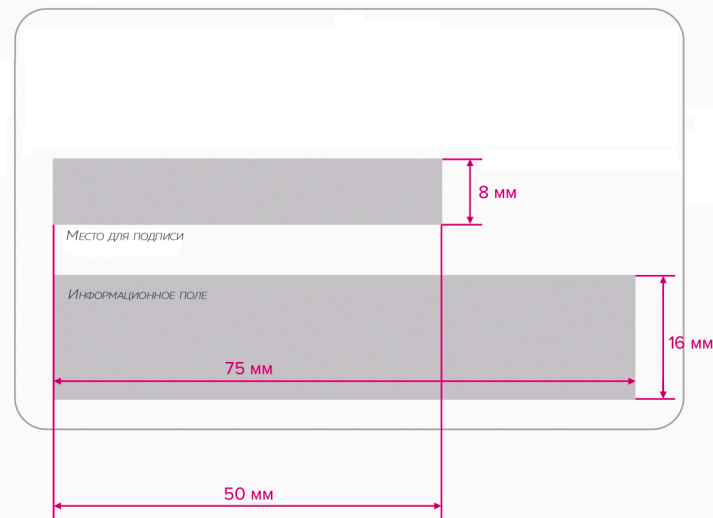 8 мм
Место для подписи
Информационное поле
16 мм
75 мм
50 мм